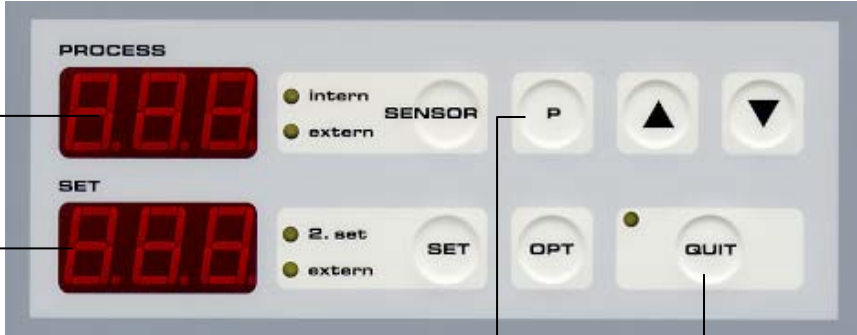 PROCESS
intern
extern
SENSOR
P
▲
▼
SET
2. set
extern
SET
OPT
QUIT